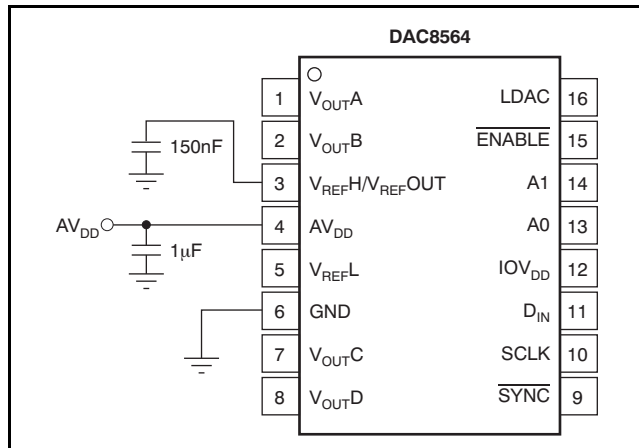 DAC8564
1 VOUTA LDAC 16
150nF 2 VOUTB ENABLE 15
3 VREFH/VREFOUT A1 14
AVDD 4 AVDD A0 13
1μF 5 VREFL IOVDD 12
6 GND DIN 11
7 VOUTC SCLK 10
8 VOUTD SYNC 9